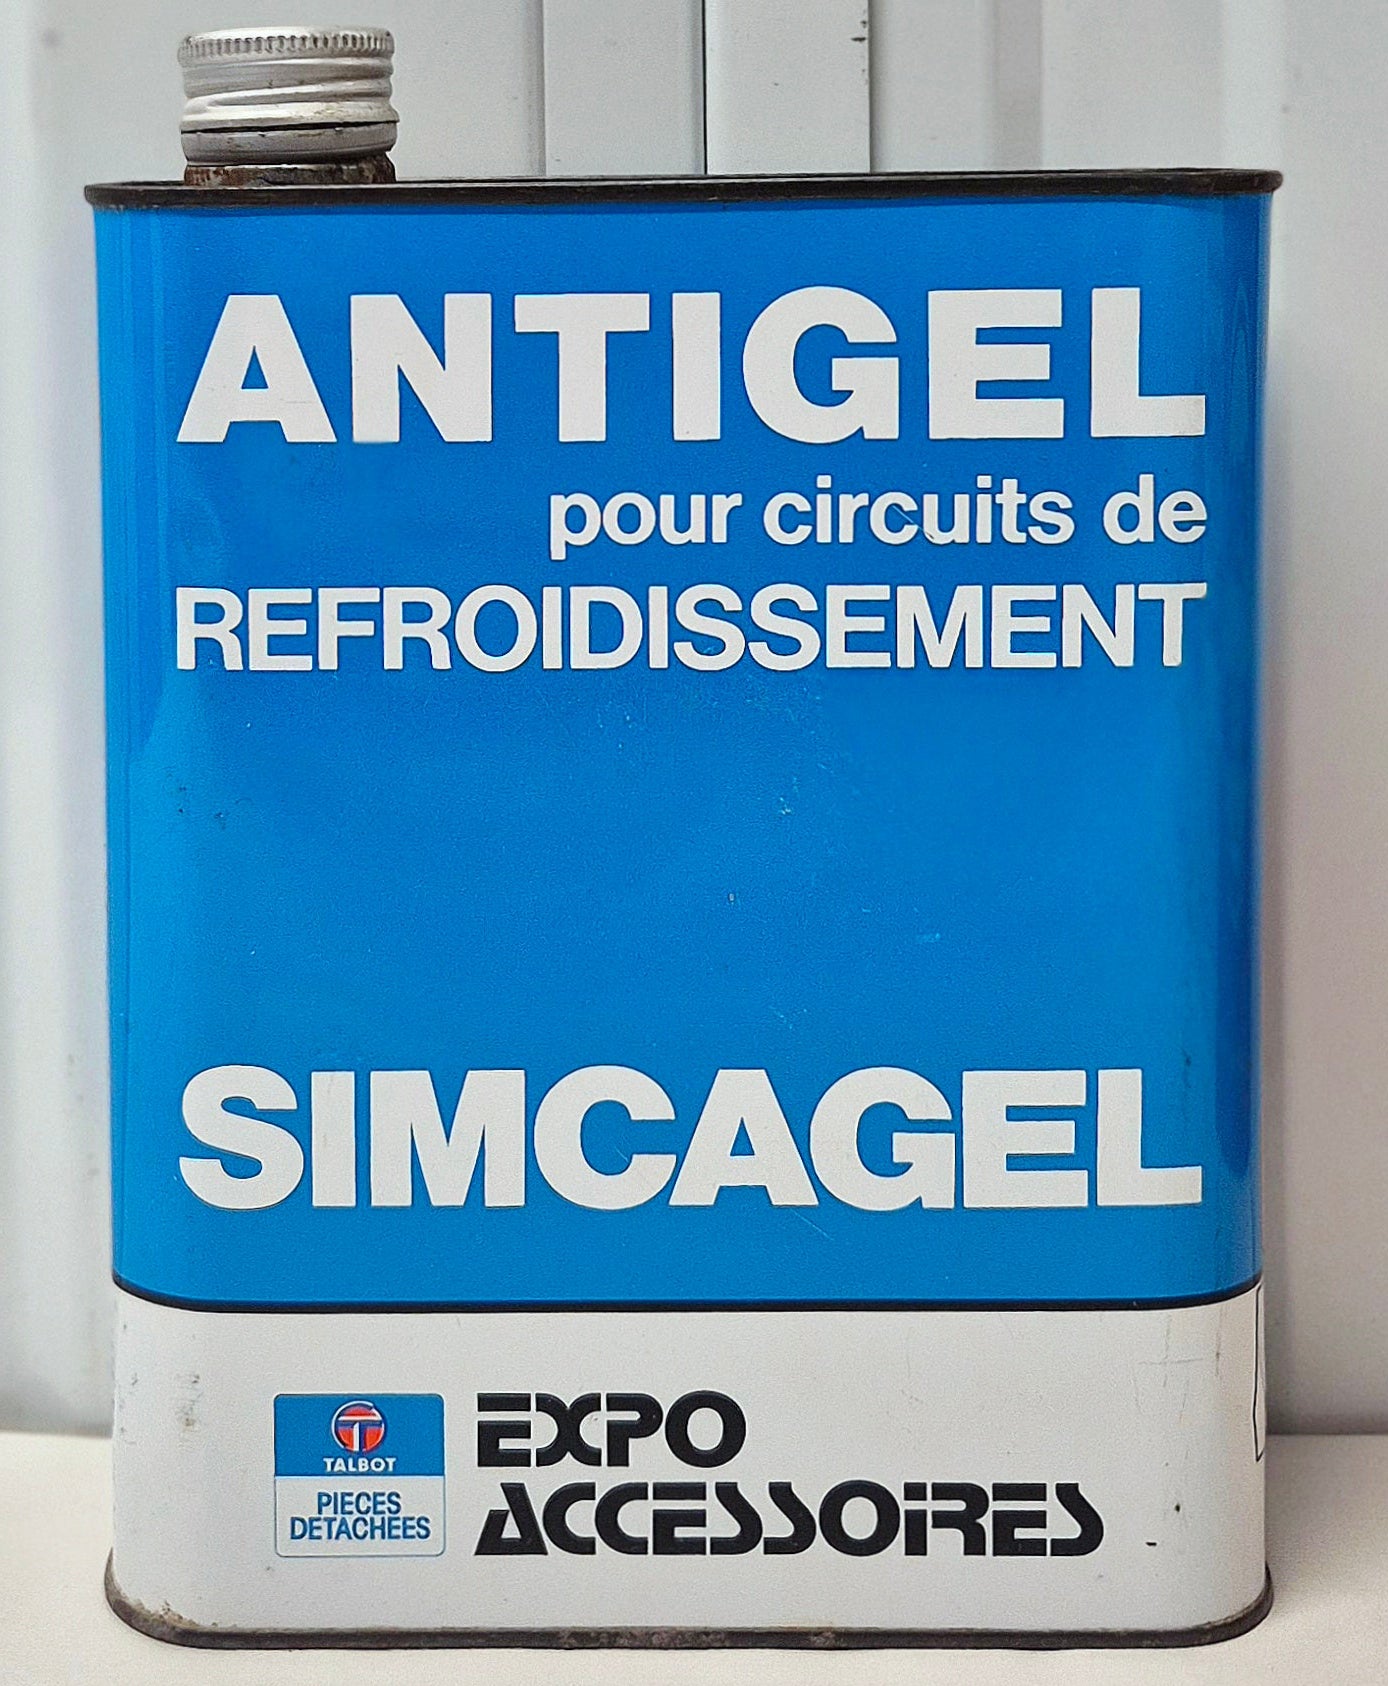 ANTIGEL
pour circuits de
REFROIDISSEMENT
SIMCAGEL
TALBOT
PIECES
DETACHEES
EXPO
ACCESSOiRES